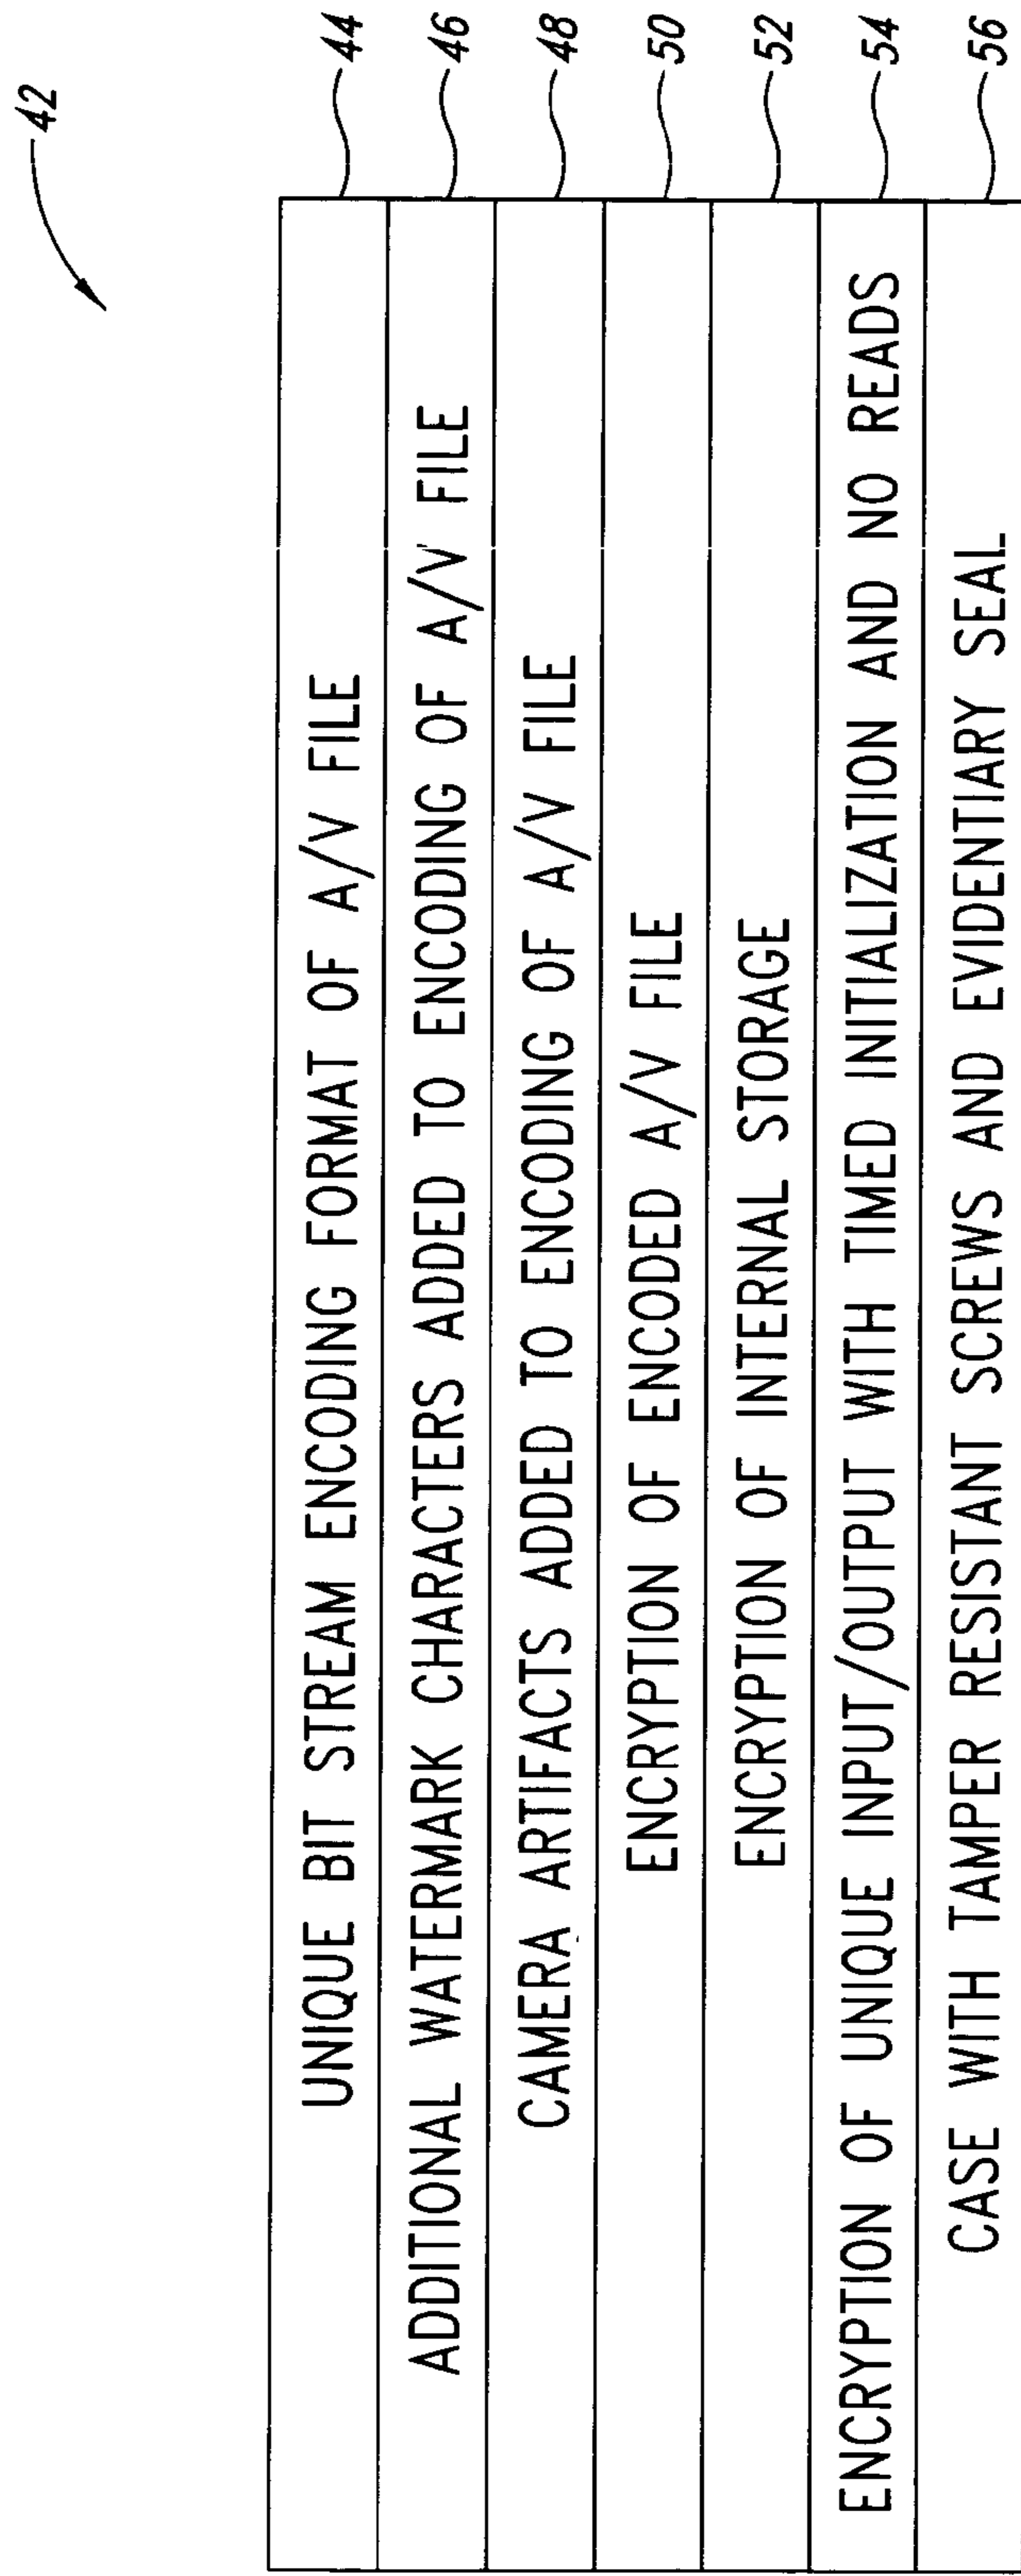 42
UNIQUE BIT STREAM ENCODING FORMAT OF A/V FILE 44
ADDITIONAL WATERMARK CHARACTERS ADDED TO ENCODING OF A/V FILE 46
CAMERA ARTIFACTS ADDED TO ENCODING OF A/V FILE 48
ENCRYPTION OF ENCODED A/V FILE 50
ENCRYPTION OF INTERNAL STORAGE 52
ENCRYPTION OF UNIQUE INPUT/OUTPUT WITH TIMED INITIALIZATION AND NO READS 54
CASE WITH TAMPER RESISTANT SCREWS AND EVIDENTIARY SEAL 56